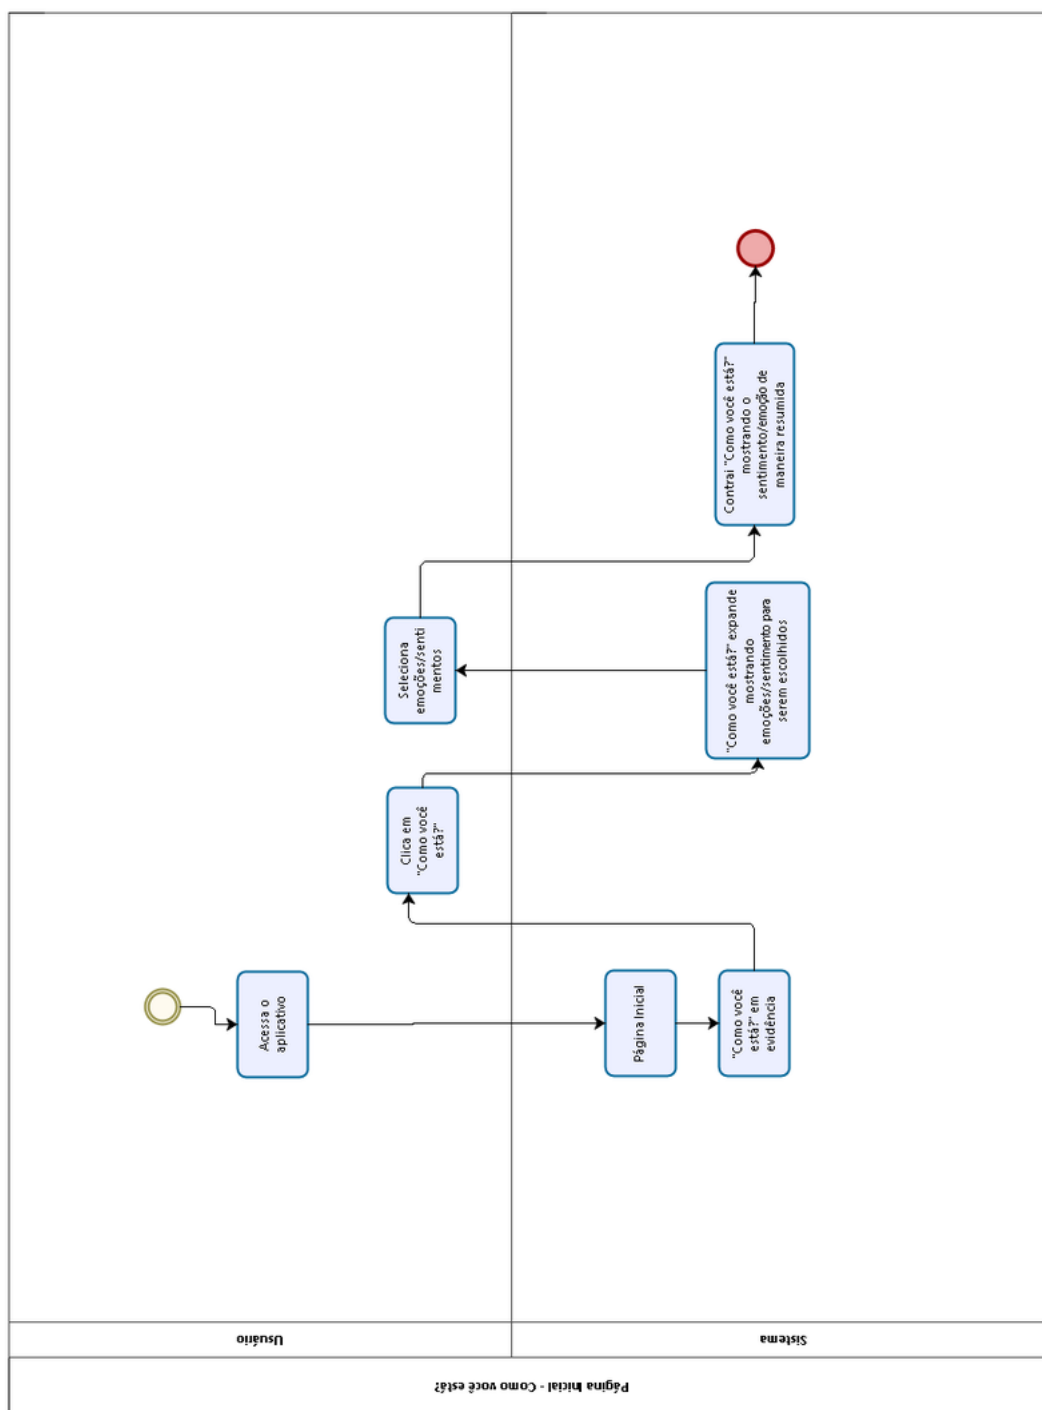 Página Inicial - Como você está?
Usuário
Sistema
Acessa o
aplicativo
Página Inicial
"Como você
está?" em
evidência
Clica em
"Como você
está?"
"Como você está?" expande
mostrando
emoções/sentimento para
serem escolhidos
Seleciona
emoções/senti
mentos
Contrai "Como você está?"
mostrando o
sentimento/emoção de
maneira resumida